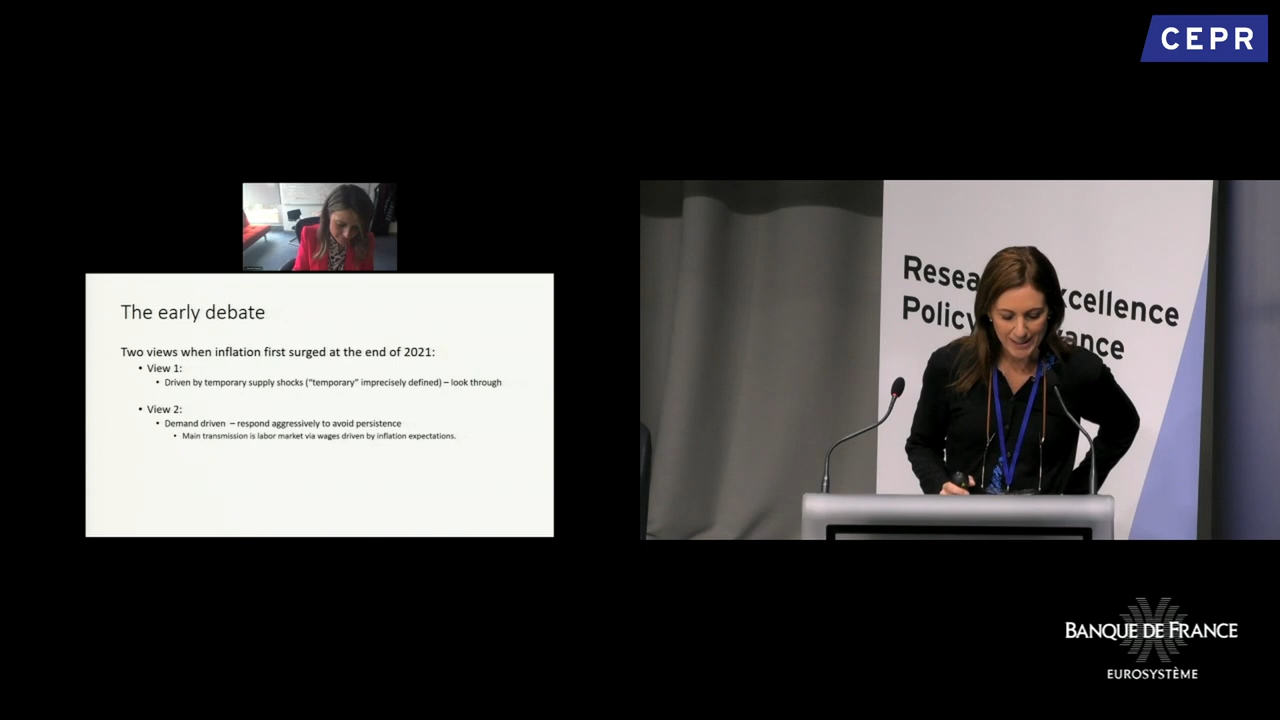 CEPR
The early debate
Two views when inflation first surged at the end of 2021:
• View 1:
• Driven by temporary supply shocks (“temporary” imprecisely defined) – look through
• View 2:
• Demand driven – respond aggressively to avoid persistence
• Main transmission is labor market via wages driven by inflation expectations.
Resea xcellence
Policy vance
BANQUE DE FRANCE
EUROSYSTÈME